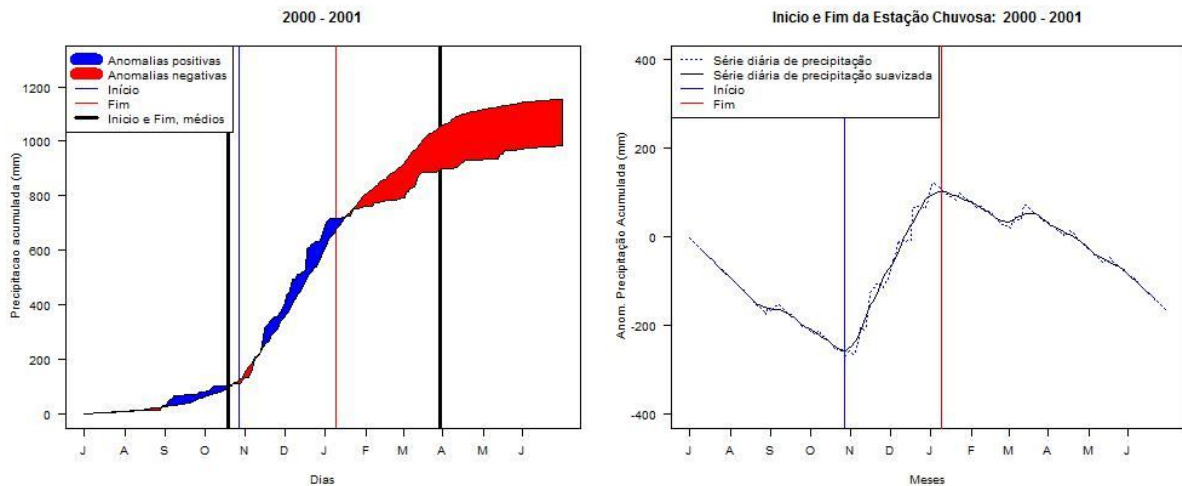 2000 - 2001
Anomalias positivas
Anomalias negativas
Início
Fim
Inicio e Fim, médios
Precipitacao acumulada (mm)
1200
1000
800
600
400
200
0
J A S O N D J F M A M J
Dias
Inicio e Fim da Estação Chuvosa: 2000 - 2001
Série diária de precipitação
Série diária de precipitação suavizada
Início
Fim
Anom. Precipitação Acumulada (mm)
400
200
0
-200
-400
J A S O N D J F M A M J
Meses